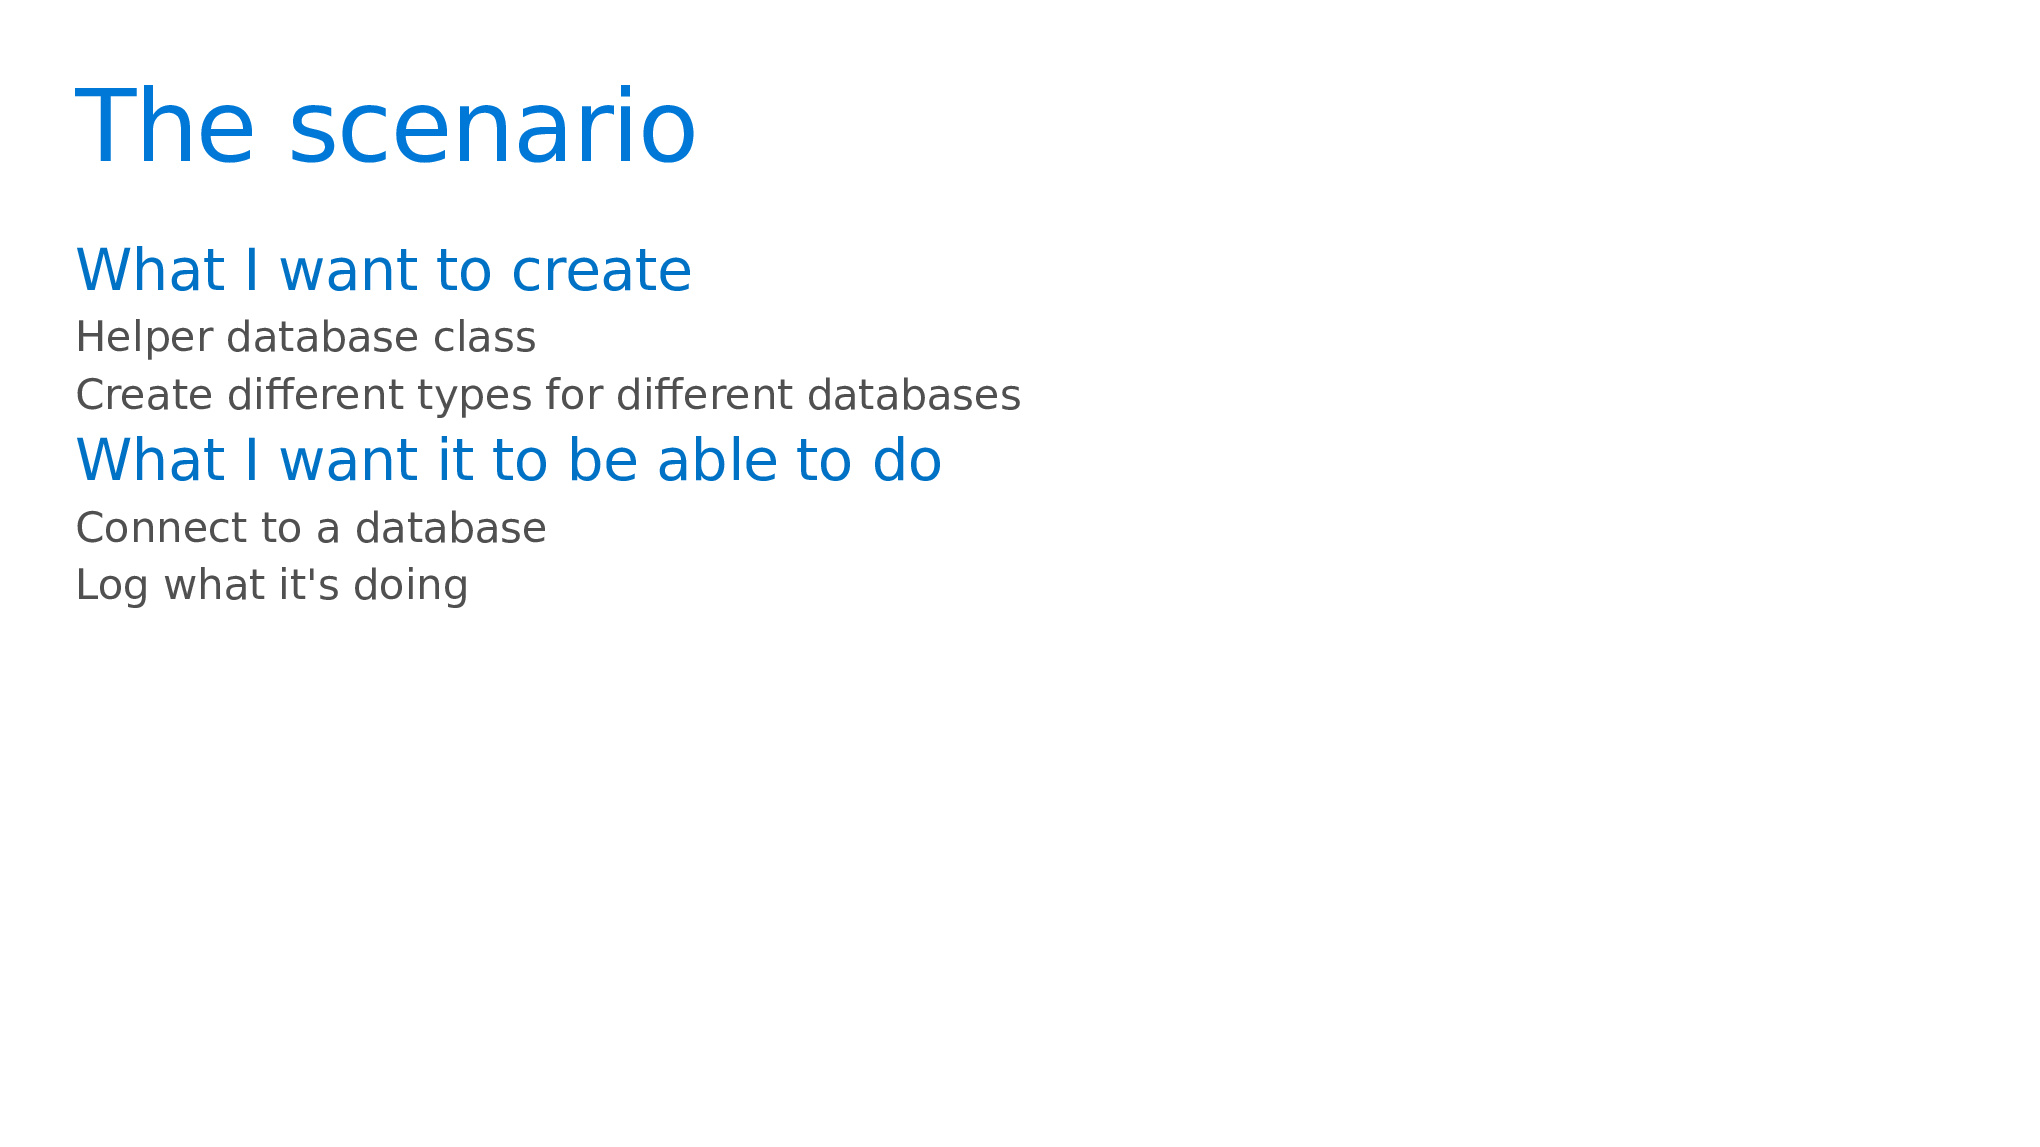 The scenario
What I want to create
Helper database class
Create different types for different databases
What I want it to be able to do
Connect to a database
Log what it's doing